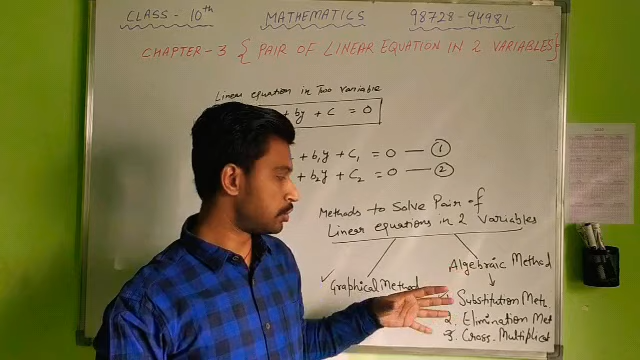 CLASS - 10th MATHEMATICS 98728-94981
CHAPTER-3 { PAIR OF LINEAR EQUATION IN 2 VARIABLES }
Linear equation in Two variable
+ by + C = 0
+ b1y + C1 = 0 — 1
+ b2y + C2 = 0 — 2
Methods to Solve Pair of
Linear equations in 2 variables
✓Graphical Method
Algebraic Method
Substitution Met
2. Elimination Met
3. Cross. Multiplicat